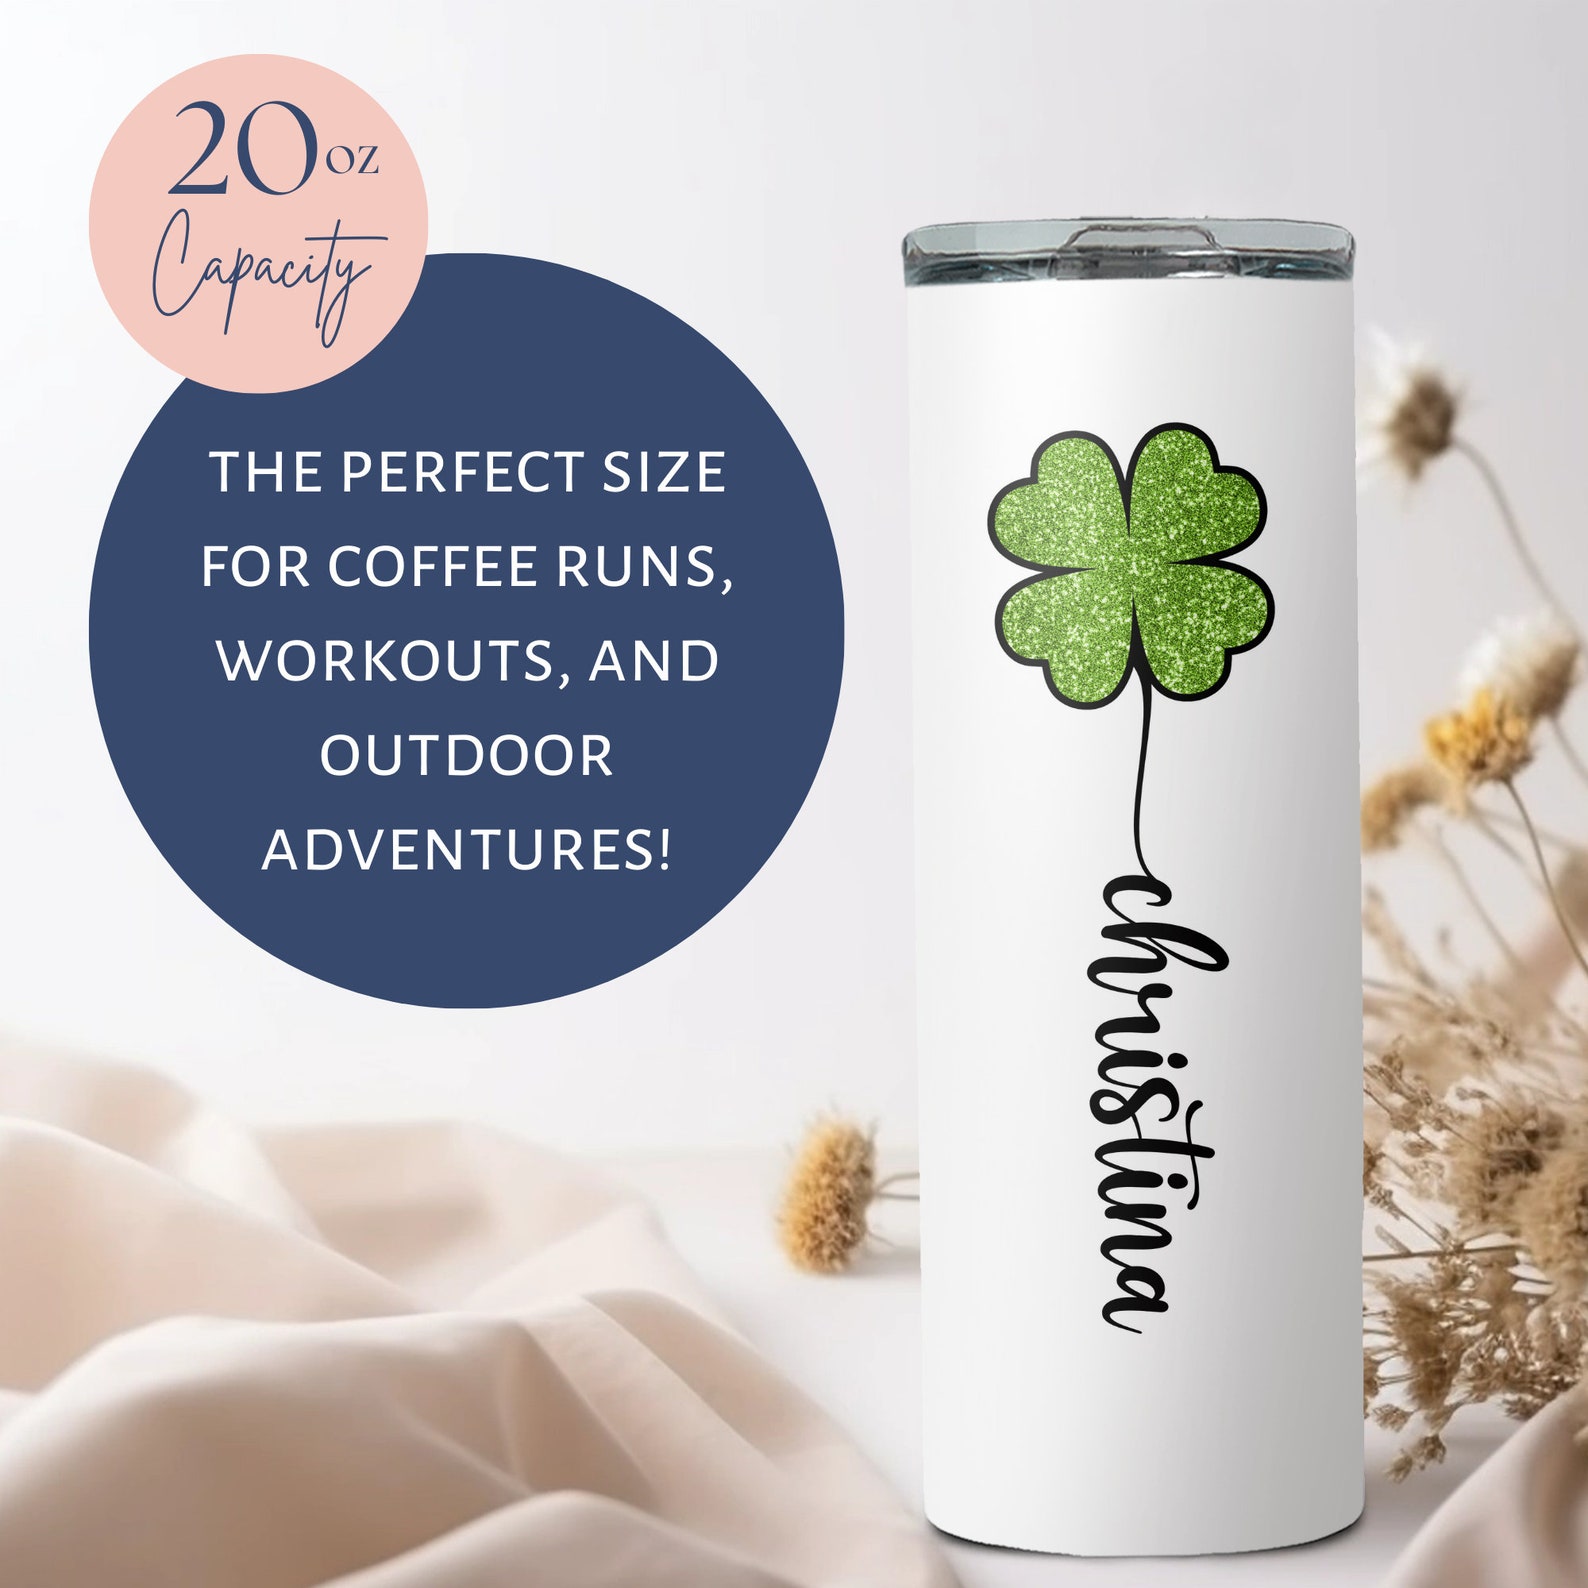 20oz
Capacity
THE PERFECT SIZE
FOR COFFEE RUNS,
WORKOUTS, AND
OUTDOOR
ADVENTURES!
christina